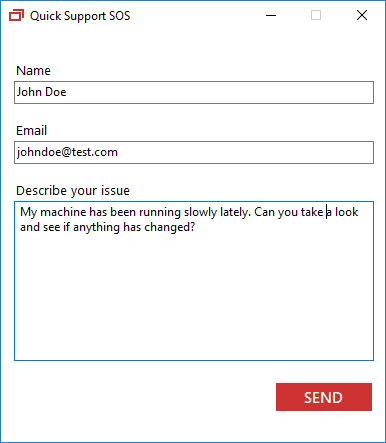 Quick Support SOS
Name
John Doe
Email
johndoe@test.com
Describe your issue
My machine has been running slowly lately. Can you take a look
and see if anything has changed?
SEND